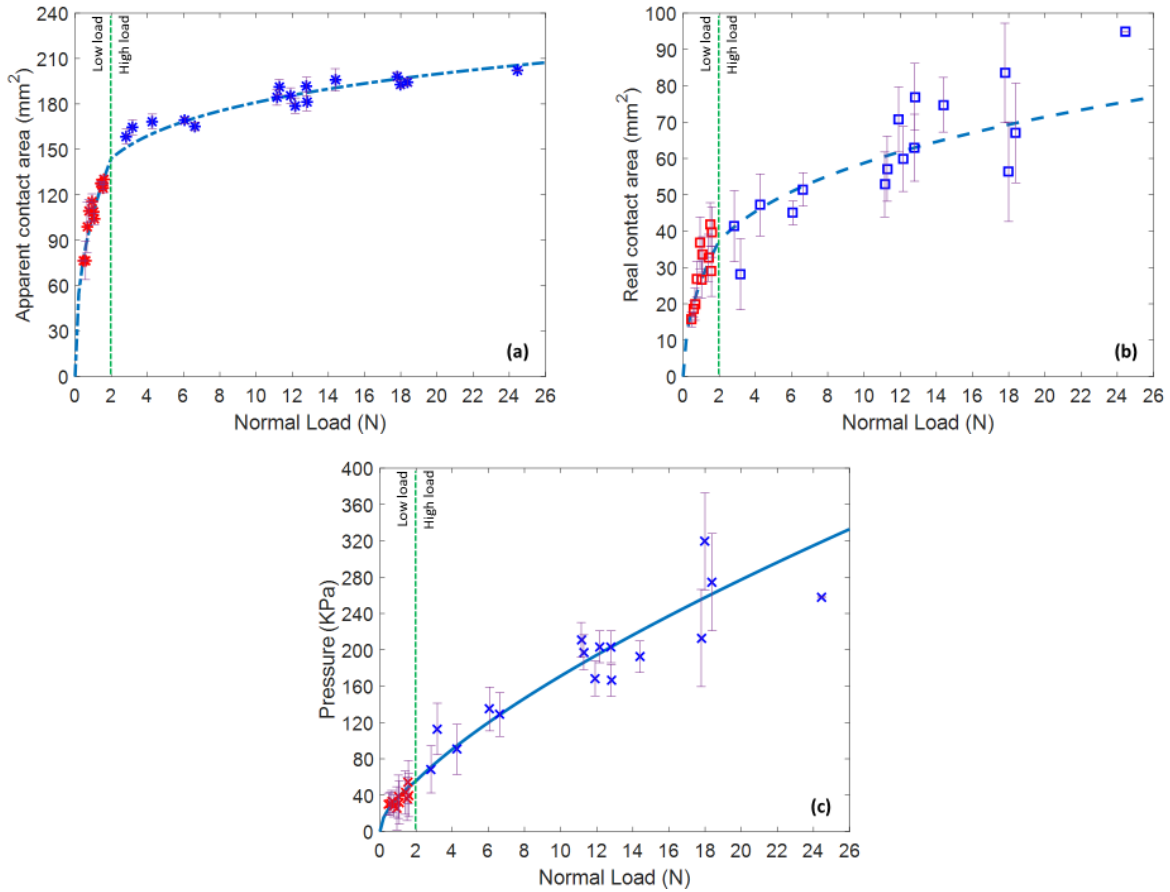 Low load
High load
240
210
180
150
120
90
60
30
0
Apparent contact area (mm²)
0 2 4 6 8 10 12 14 16 18 20 22 24 26
Normal Load (N)
(a)
Low load
High load
100
90
80
70
60
50
40
30
20
10
0
Real contact area (mm²)
0 2 4 6 8 10 12 14 16 18 20 22 24 26
Normal Load (N)
(b)
Low load
High load
400
360
320
280
240
200
160
120
80
40
0
Pressure (KPa)
0 2 4 6 8 10 12 14 16 18 20 22 24 26
Normal Load (N)
(c)